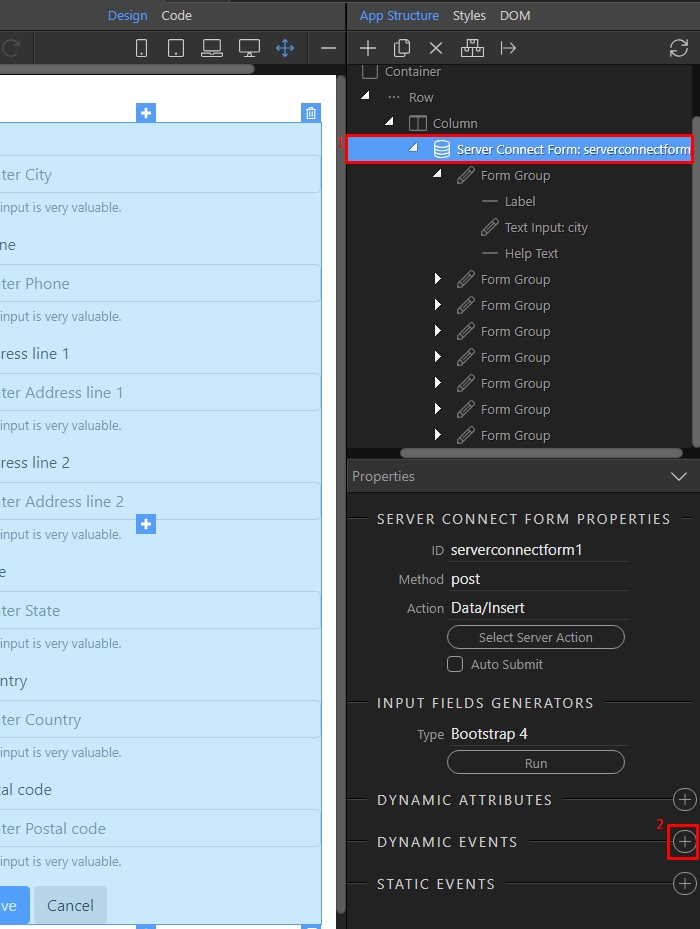 Design Code
ter City
input is very valuable.
ne
ter Phone
input is very valuable.
ress line 1
ter Address line 1
input is very valuable.
ress line 2
ter Address line 2
input is very valuable.
e
ter State
input is very valuable.
ntry
ter Country
input is very valuable.
al code
ter Postal code
input is very valuable.
ve Cancel
App Structure Styles DOM
Container
Row
Column
1 Server Connect Form: serverconnectform
Form Group
Label
Text Input: city
Help Text
Form Group
Form Group
Form Group
Form Group
Form Group
Form Group
Form Group
Properties
SERVER CONNECT FORM PROPERTIES
ID serverconnectform1
Method post
Action Data/Insert
Select Server Action
Auto Submit
INPUT FIELDS GENERATORS
Type Bootstrap 4
Run
DYNAMIC ATTRIBUTES
2
DYNAMIC EVENTS
STATIC EVENTS